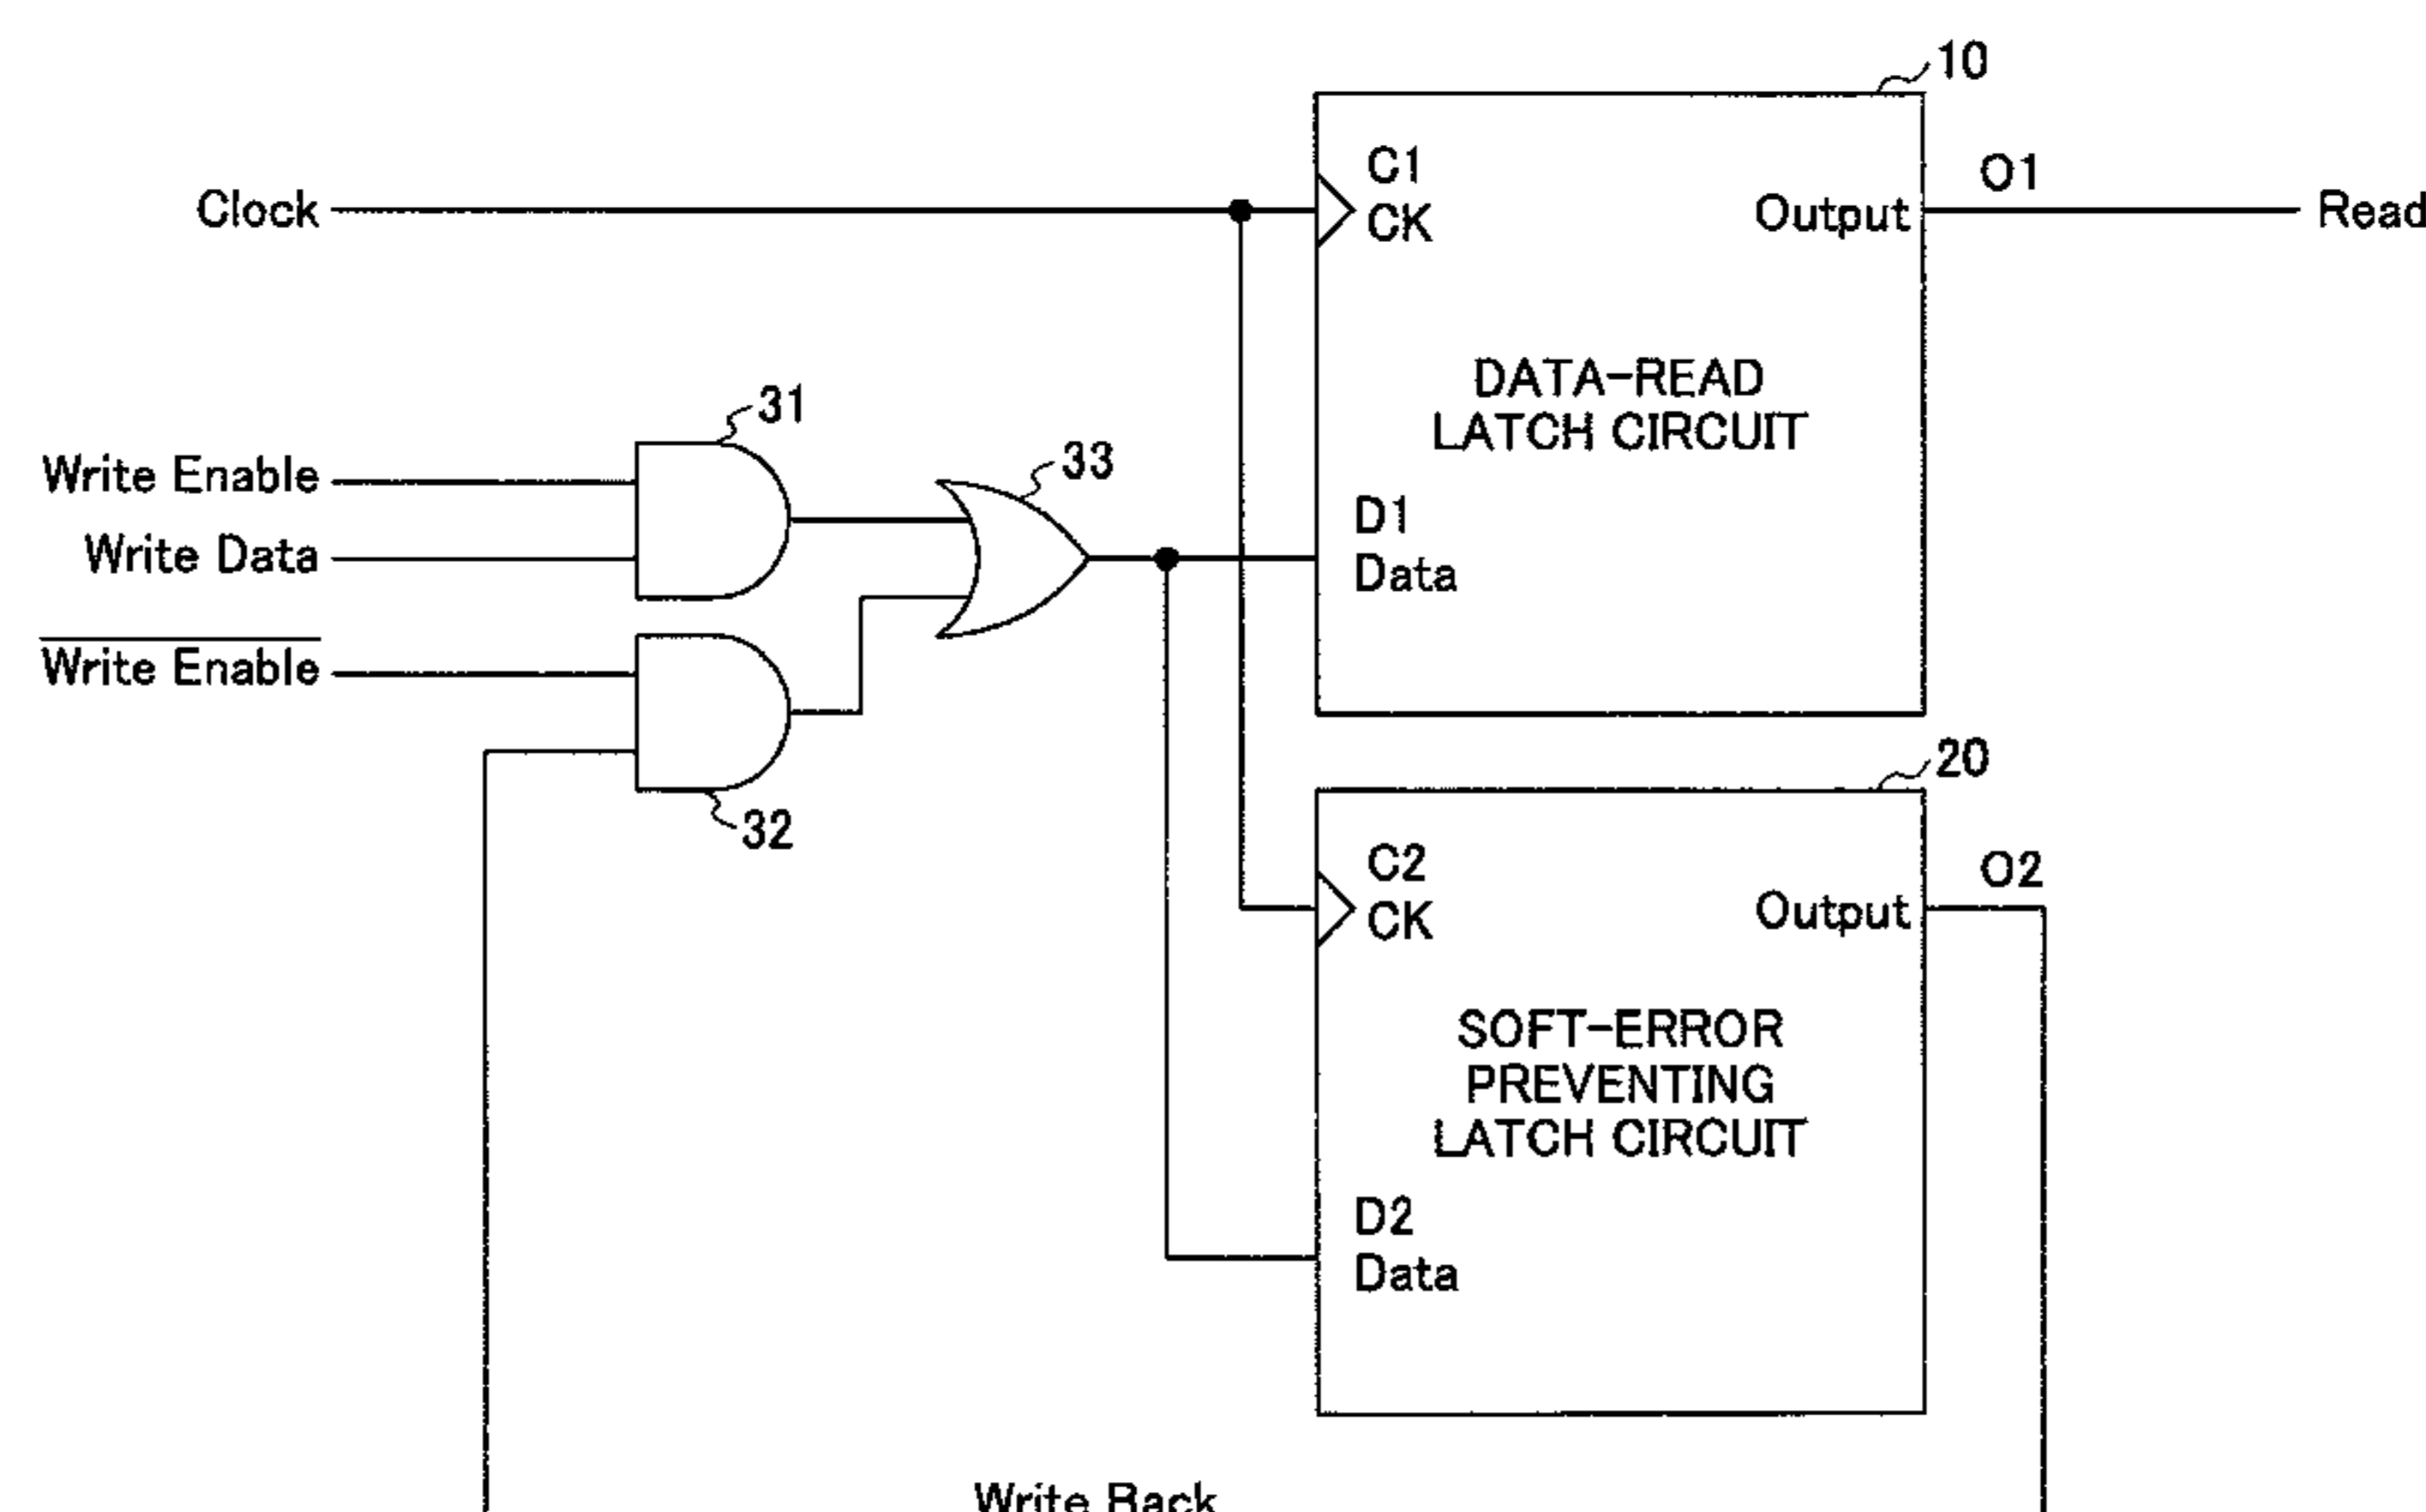 10
C1
CK
O1
Clock
Output
Read
DATA-READ
LATCH CIRCUIT
31
33
Write Enable
Write Data
D1
Data
Write Enable
32
20
C2
CK
O2
Output
SOFT-ERROR
PREVENTING
LATCH CIRCUIT
D2
Data
Write Back